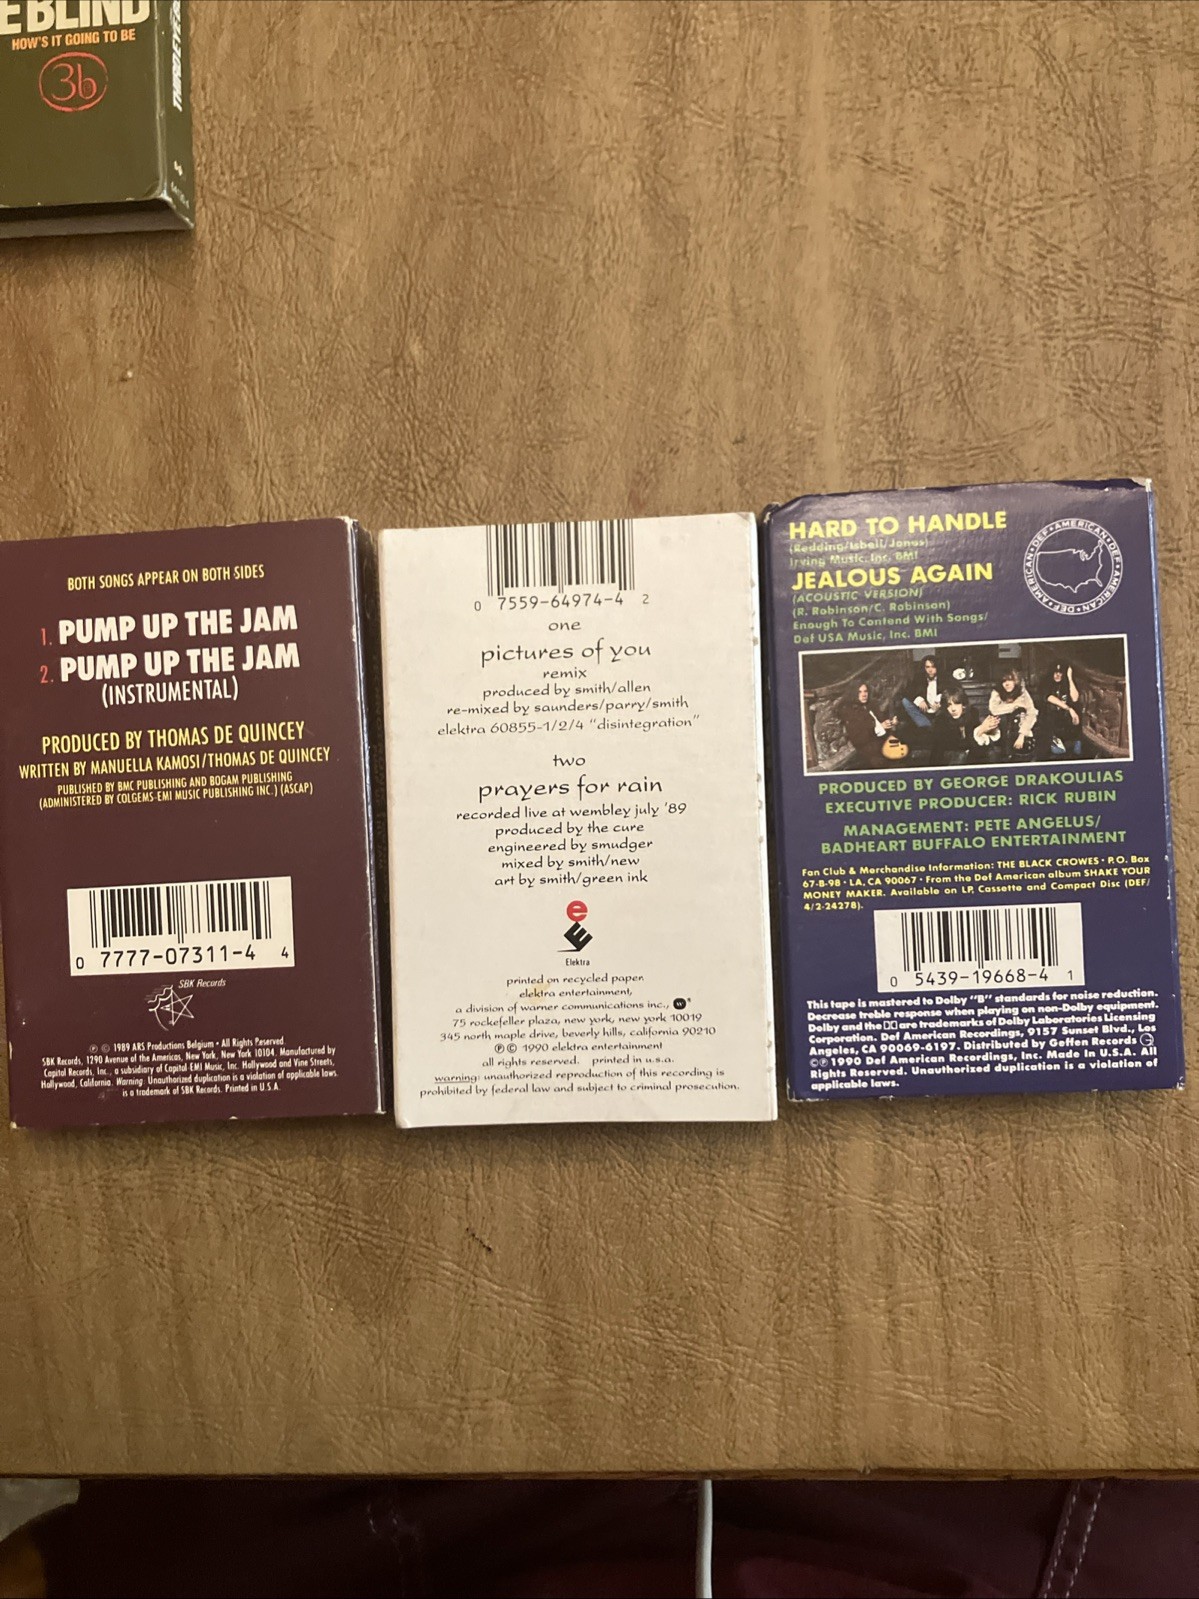 E BLIND
HOW'S IT GOING TO BE
3b
BOTH SONGS APPEAR ON BOTH SIDES
1. PUMP UP THE JAM
2. PUMP UP THE JAM
(INSTRUMENTAL)
PRODUCED BY THOMAS DE QUINCEY
WRITTEN BY MANUELLA KAMOSI/THOMAS DE QUINCEY
PUBLISHED BY BMC PUBLISHING AND BOGAM PUBLISHING
(ADMINISTERED BY COLGEMS-EMI MUSIC PUBLISHING INC.) (ASCAP)
0 7777-07311-4 4
SBK Records
℗ © 1989 ARS Productions Belgium • All Rights Reserved.
SBK Records, 1290 Avenue of the Americas, New York, New York 10104. Manufactured by
Capitol Records, Inc., a subsidiary of Capitol-EMI Music, Inc. Hollywood and Vine Streets,
Hollywood, California. Warning: Unauthorized duplication is a violation of applicable laws.
is a trademark of SBK Records. Printed in U.S.A.
0 7559-64974-4 2
one
pictures of you
remix
produced by smith/allen
re-mixed by saunders/parry/smith
elektra 60855-1/2/4 "disintegration"
two
prayers for rain
recorded live at wembley july '89
produced by the cure
engineered by smudger
mixed by smith/new
art by smith/green ink
e E
Elektra
printed on recycled paper.
elektra entertainment,
a division of warner communications inc., w®
75 rockefeller plaza, new york, new york 10019
345 north maple drive, beverly hills, california 90210
℗ © 1990 elektra entertainment
all rights reserved. printed in u.s.a.
warning: unauthorized reproduction of this recording is
prohibited by federal law and subject to criminal prosecution.
HARD TO HANDLE
(Redding/Isbell/Jones)
Irving Music, Inc. BMI
JEALOUS AGAIN
(ACOUSTIC VERSION)
(R. Robinson/C. Robinson)
Enough To Contend With Songs/
Def USA Music, Inc. BMI
DEF • AMERICAN • DEF • AMERICAN • DEF • AMERICAN
PRODUCED BY GEORGE DRAKOULIAS
EXECUTIVE PRODUCER: RICK RUBIN
MANAGEMENT: PETE ANGELUS/
BADHEART BUFFALO ENTERTAINMENT
Fan Club & Merchandise Information: THE BLACK CROWES • P.O. Box
67-B-98 • LA, CA 90067 • From the Def American album SHAKE YOUR
MONEY MAKER. Available on LP, Cassette and Compact Disc (DEF/
4/2-24278).
0 5439-19668-4 1
This tape is mastered to Dolby "B" standards for noise reduction.
Decrease treble response when playing on non-Dolby equipment.
Dolby and the are trademarks of Dolby Laboratories Licensing
Corporation. Def American Recordings, 9157 Sunset Blvd., Los
Angeles, CA 90069-6197. Distributed by Geffen Records
©℗ 1990 Def American Recordings, Inc. Made In U.S.A. All
Rights Reserved. Unauthorized duplication is a violation of
applicable laws.